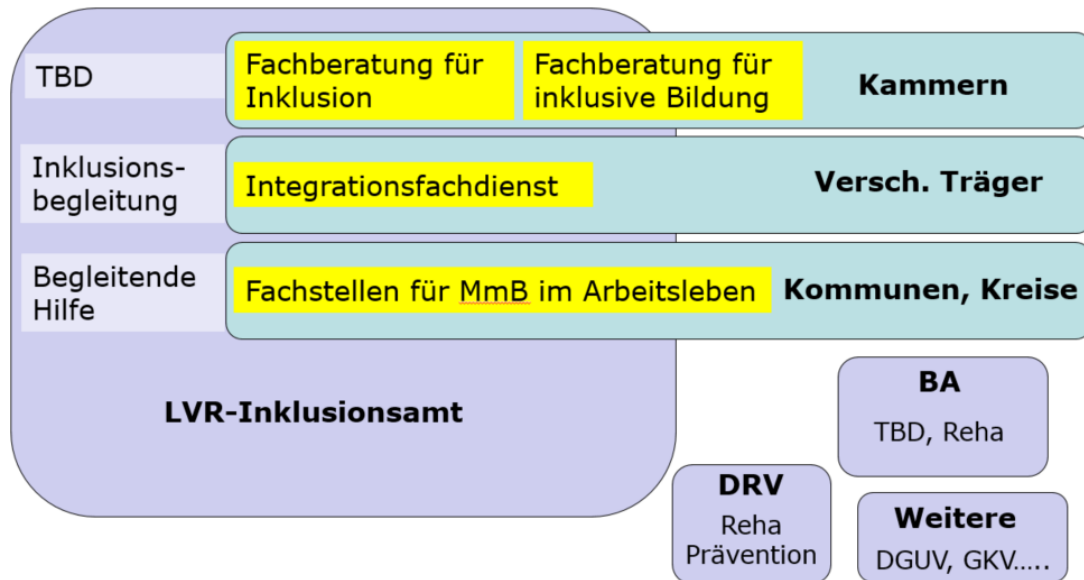 TBD
Fachberatung für
Inklusion
Fachberatung für
inklusive Bildung
Kammern
Inklusions-
begleitung
Integrationsfachdienst
Versch. Träger
Begleitende
Hilfe
Fachstellen für MmB im Arbeitsleben
Kommunen, Kreise
LVR-Inklusionsamt
BA
TBD, Reha
DRV
Reha
Prävention
Weitere
DGUV, GKV.....